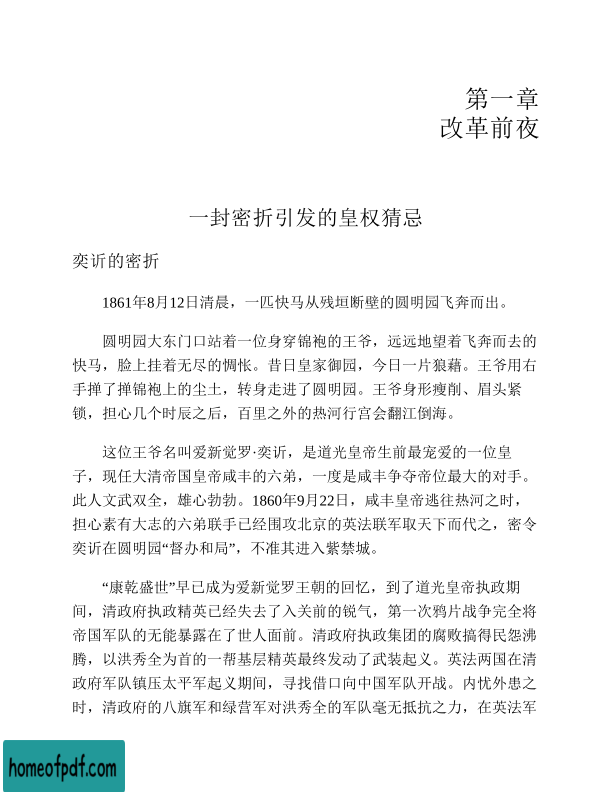 第一章
改革前夜
一封密折引发的皇权猜忌
奕䜣的密折
1861年8月12日清晨，一匹快马从残垣断壁的圆明园飞奔而出。
圆明园大东门口站着一位身穿锦袍的王爷，远远地望着飞奔而去的
快马，脸上挂着无尽的惆怅。昔日皇家御园，今日一片狼藉。王爷用右
手掸了掸锦袍上的尘土，转身走进了圆明园。王爷身形瘦削、眉头紧
锁，担心几个时辰之后，百里之外的热河行宫会翻江倒海。
这位王爷名叫爱新觉罗·奕䜣，是道光皇帝生前最宠爱的一位皇
子，现任大清帝国皇帝咸丰的六弟，一度是咸丰争夺帝位最大的对手。
此人文武双全，雄心勃勃。1860年9月22日，咸丰皇帝逃往热河之时，
担心素有大志的六弟联手已经围攻北京的英法联军取天下而代之，密令
奕䜣在圆明园“督办和局”，不准其进入紫禁城。
“康乾盛世”早已成为爱新觉罗王朝的回忆，到了道光皇帝执政期
间，清政府执政精英已经失去了入关前的锐气，第一次鸦片战争完全将
帝国军队的无能暴露在了世人面前。清政府执政集团的腐败搞得民怨沸
腾，以洪秀全为首的一帮基层精英最终发动了武装起义。英法两国在清
政府军队镇压太平军起义期间，寻找借口向中国军队开战。内忧外患之
时，清政府的八旗军和绿营军对洪秀全的军队毫无抵抗之力，在英法军
homeofpdf.com